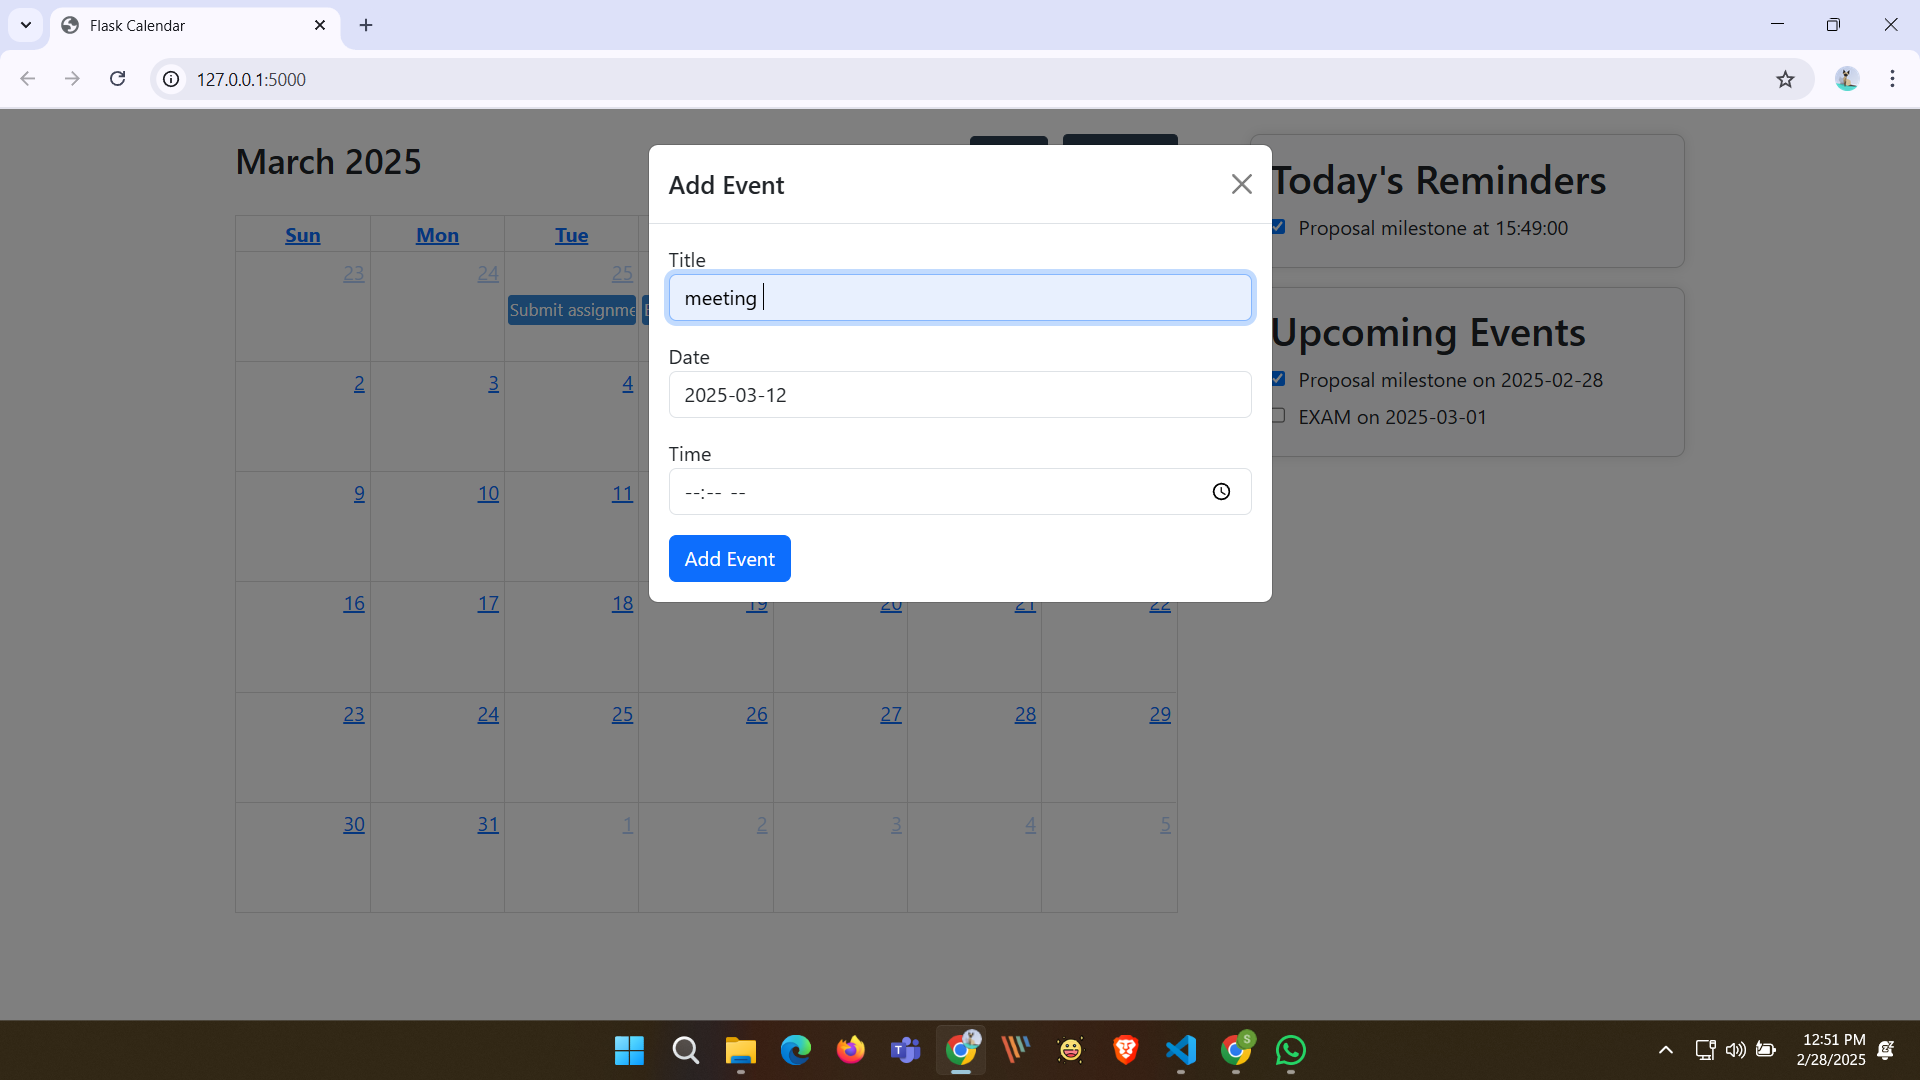 Flask Calendar
127.0.0.1:5000
March 2025
Sun Mon Tue
23 24 25
Submit assignme
2 3 4
9 10 11
16 17 18 19 20 21 22
23 24 25 26 27 28 29
30 31 1 2 3 4 5
Add Event
Title
meeting
Date
2025-03-12
Time
--:-- --
Add Event
Today's Reminders
Proposal milestone at 15:49:00
Upcoming Events
Proposal milestone on 2025-02-28
EXAM on 2025-03-01
S
12:51 PM
2/28/2025